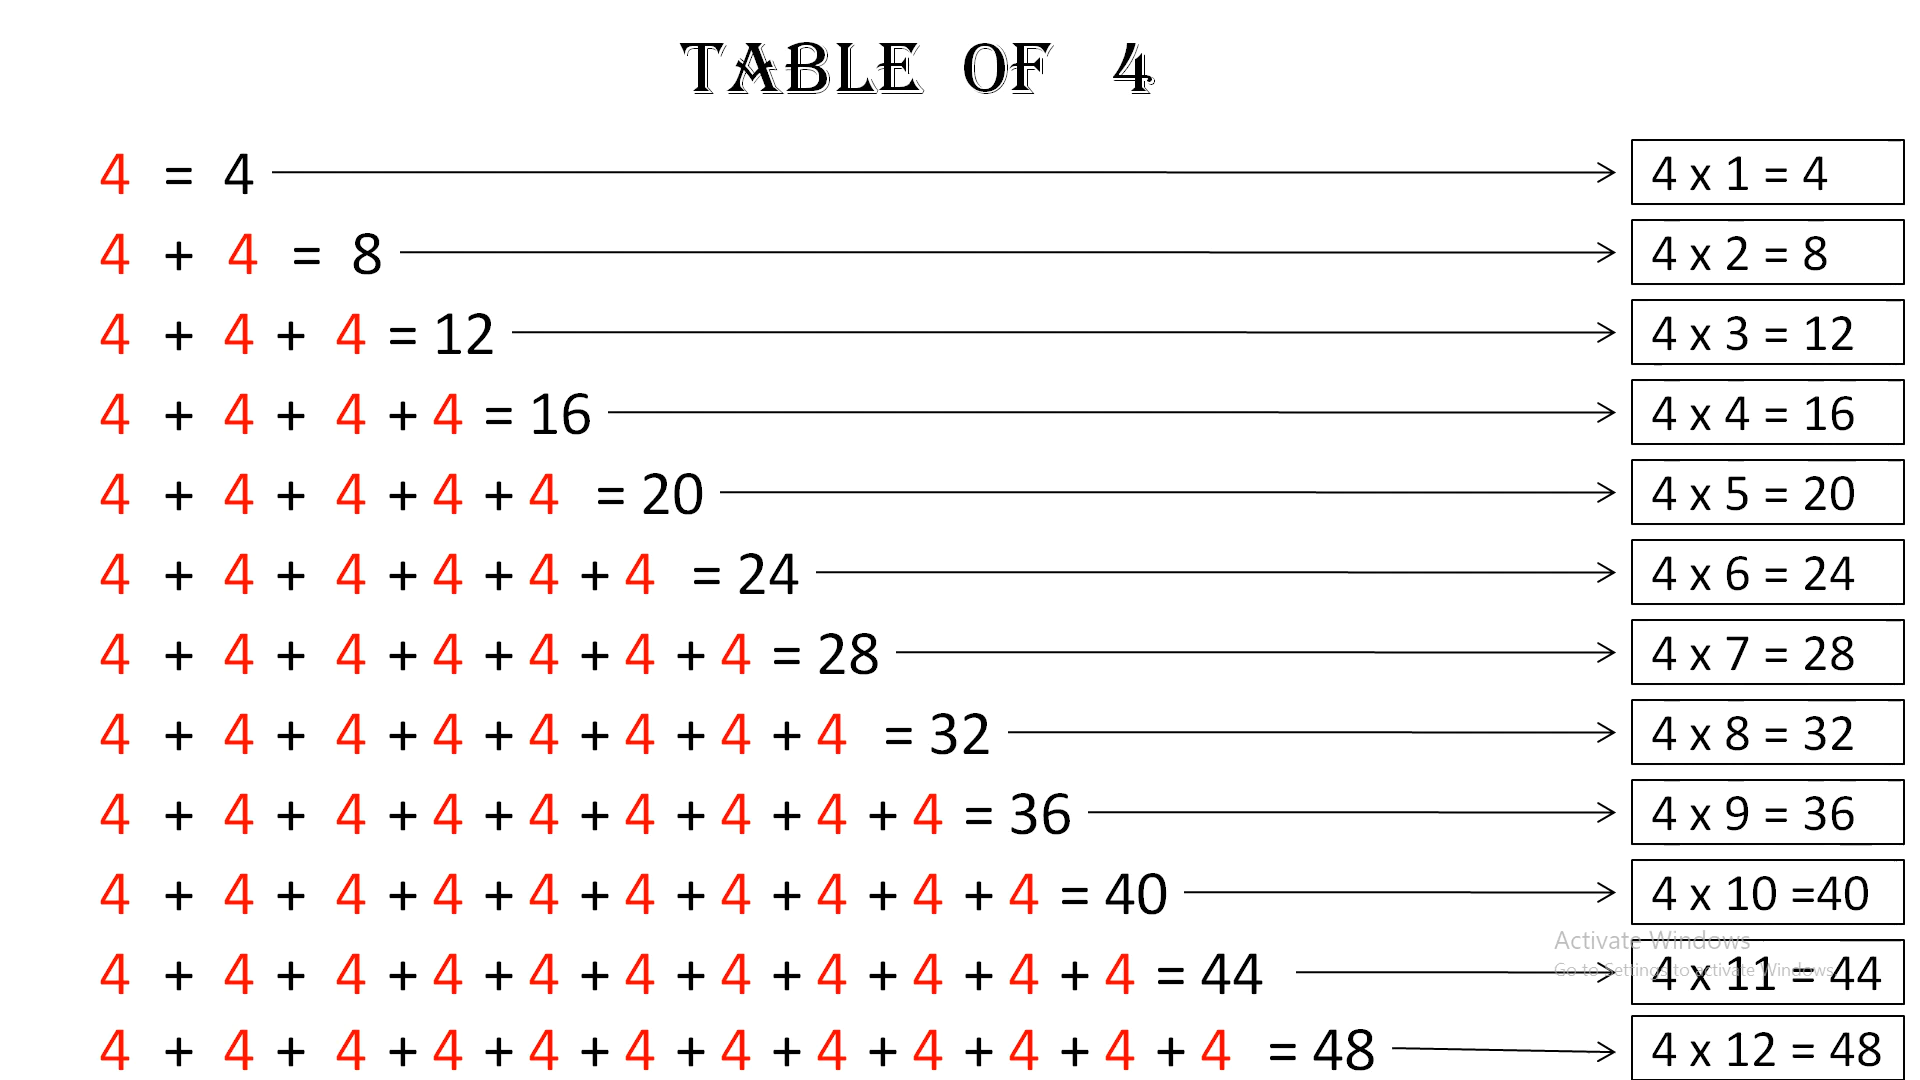 TABLE OF 4
4 = 4 4 x 1 = 4
4 + 4 = 8 4 x 2 = 8
4 + 4 + 4 = 12 4 x 3 = 12
4 + 4 + 4 + 4 = 16 4 x 4 = 16
4 + 4 + 4 + 4 + 4 = 20 4 x 5 = 20
4 + 4 + 4 + 4 + 4 + 4 = 24 4 x 6 = 24
4 + 4 + 4 + 4 + 4 + 4 + 4 = 28 4 x 7 = 28
4 + 4 + 4 + 4 + 4 + 4 + 4 + 4 = 32 4 x 8 = 32
4 + 4 + 4 + 4 + 4 + 4 + 4 + 4 + 4 = 36 4 x 9 = 36
4 + 4 + 4 + 4 + 4 + 4 + 4 + 4 + 4 + 4 = 40 4 x 10 =40
Activate Windows
Go to Settings to activate Windows.
4 + 4 + 4 + 4 + 4 + 4 + 4 + 4 + 4 + 4 + 4 = 44 4 x 11 = 44
4 + 4 + 4 + 4 + 4 + 4 + 4 + 4 + 4 + 4 + 4 + 4 = 48 4 x 12 = 48